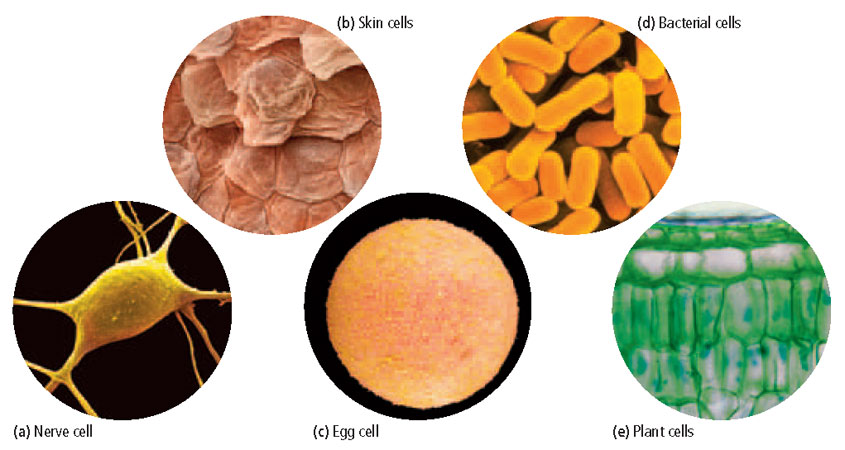 (b) Skin cells
(d) Bacterial cells
(a) Nerve cell
(c) Egg cell
(e) Plant cells